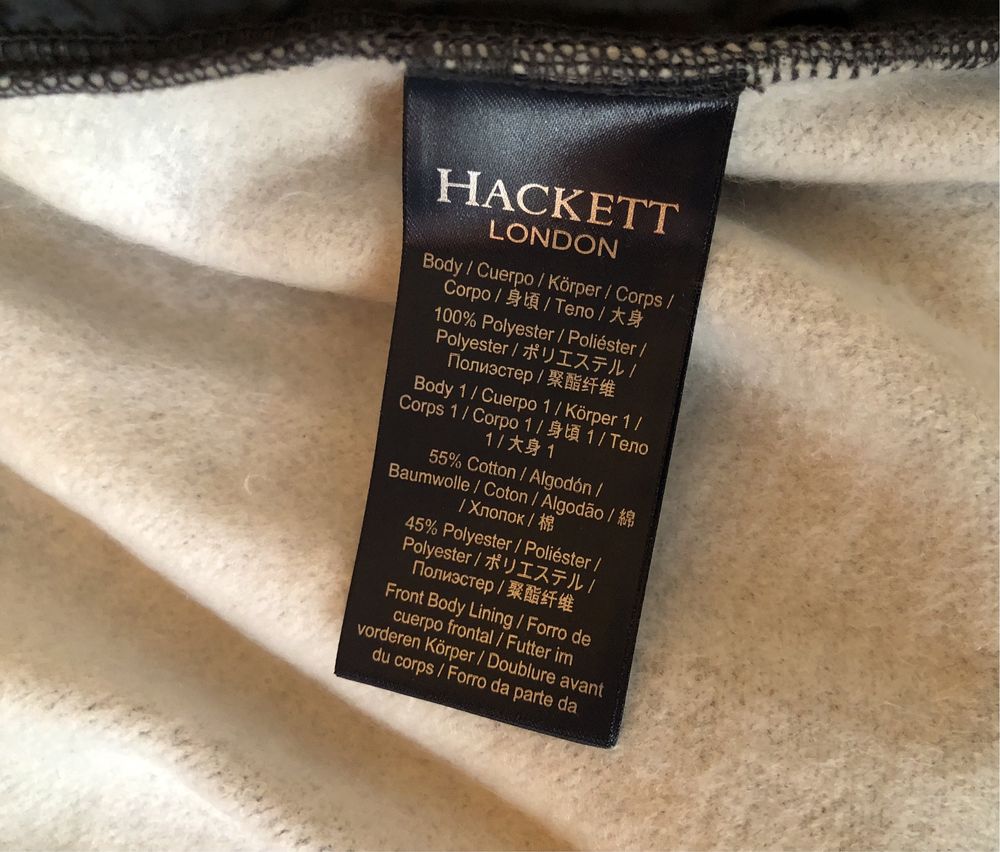 HACKETT
LONDON
Body / Cuerpo / Körper / Corps /
Corpo / 身頃 / Тело / 大身
100% Polyester / Poliéster /
Polyester / ポリエステル /
Полиэстер / 聚酯纤维
Body 1 / Cuerpo 1 / Körper 1 /
Corps 1 / Corpo 1 / 身頃 1 / Тело
1 / 大身 1
55% Cotton / Algodón /
Baumwolle / Coton / Algodão / 綿
/ Хлопок / 棉
45% Polyester / Poliéster /
Polyester / ポリエステル /
Полиэстер / 聚酯纤维
Front Body Lining / Forro de
cuerpo frontal / Futter im
vorderen Körper / Doublure avant
du corps / Forro da parte da